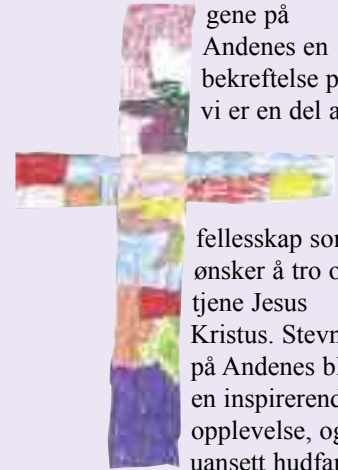 gene på
Andenes en
bekreftelse p
vi er en del a
fellesskap som
ønsker å tro o
tjene Jesus
Kristus. Stevn
på Andenes bl
en inspirerend
opplevelse, og
uansett hudfar